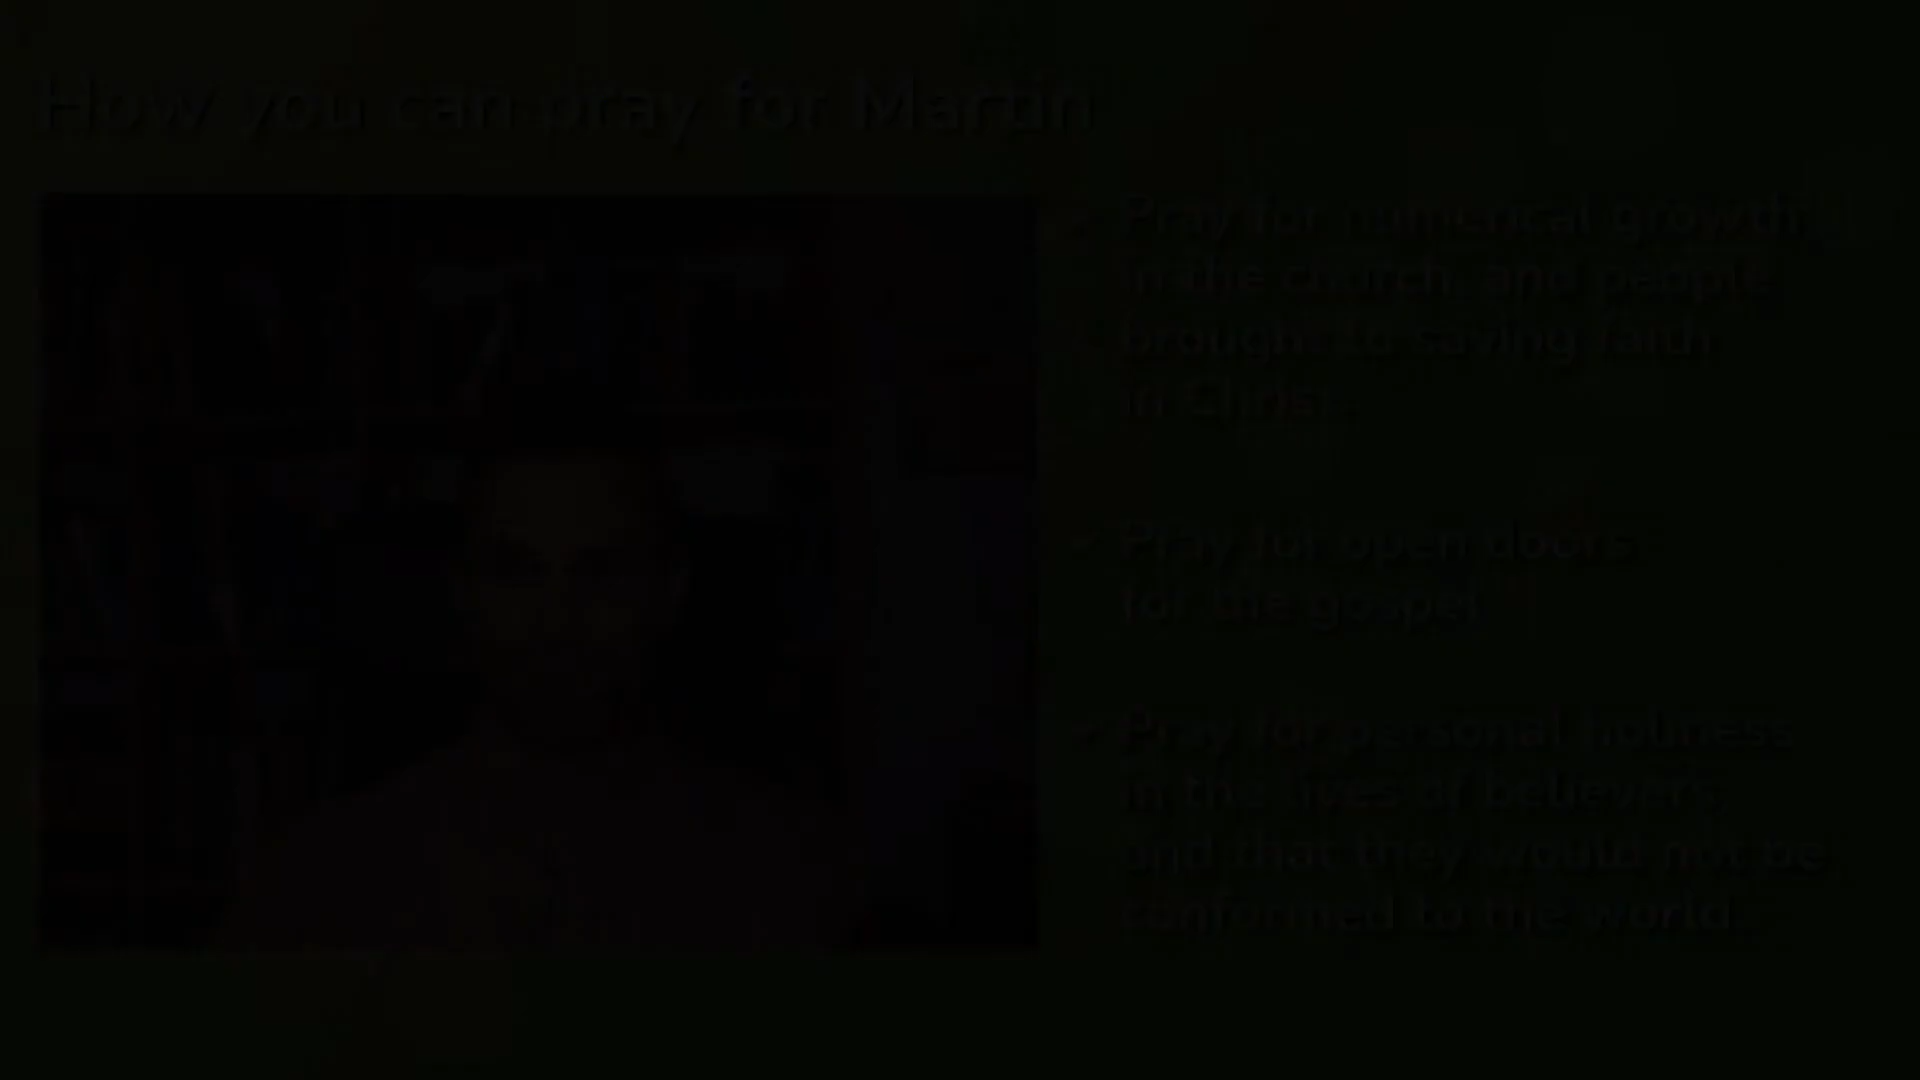 How you can pray for Martin
Pray for numerical growth
in the church, and people
brought to saving faith
in Christ
Pray for open doors
for the gospel
Pray for personal holiness
in the lives of believers,
and that they would not be
conformed to the world